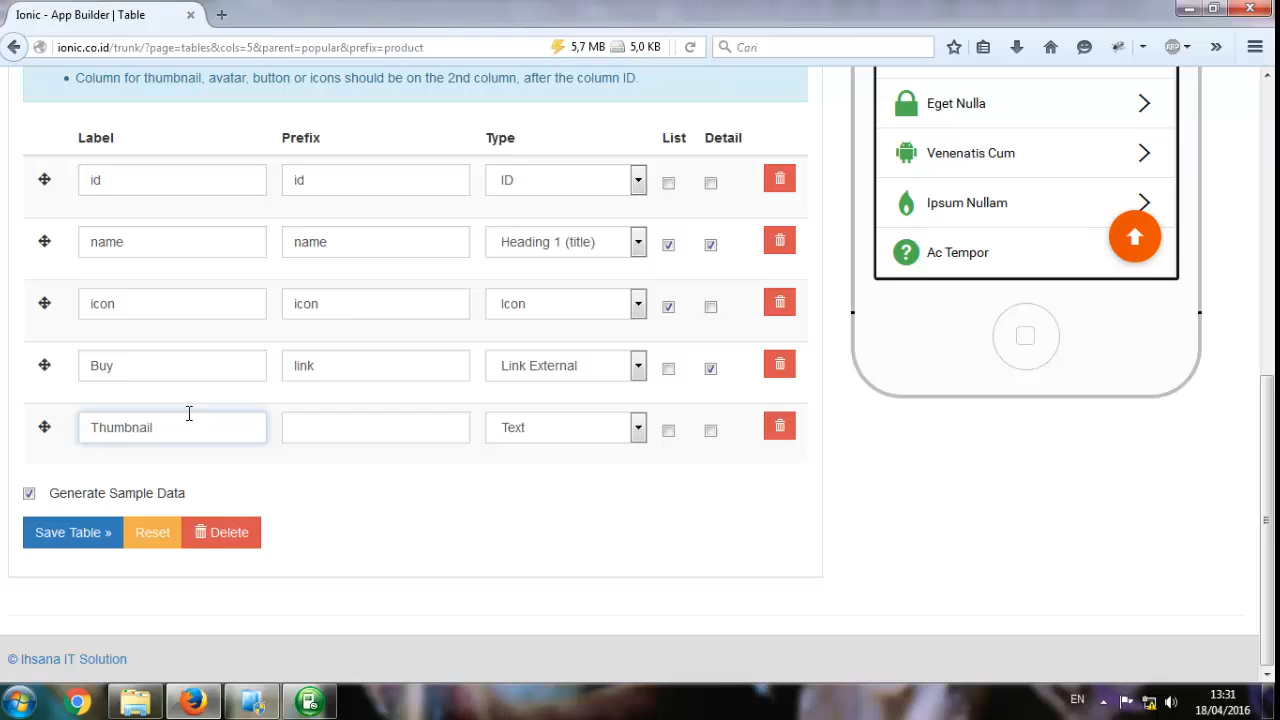 Ionic - App Builder | Table
ionic.co.id/trunk/?page=tables&cols=5&parent=popular&prefix=product
5,7 MB
5,0 KB
Cari
ABP
Column for thumbnail, avatar, button or icons should be on the 2nd column, after the column ID.
Label Prefix Type List Detail
id id ID
name name Heading 1 (title)
icon icon Icon
Buy link Link External
Thumbnail Text
Generate Sample Data
Save Table » Reset Delete
Eget Nulla
Venenatis Cum
Ipsum Nullam
Ac Tempor
© Ihsana IT Solution
EN
13:31
18/04/2016